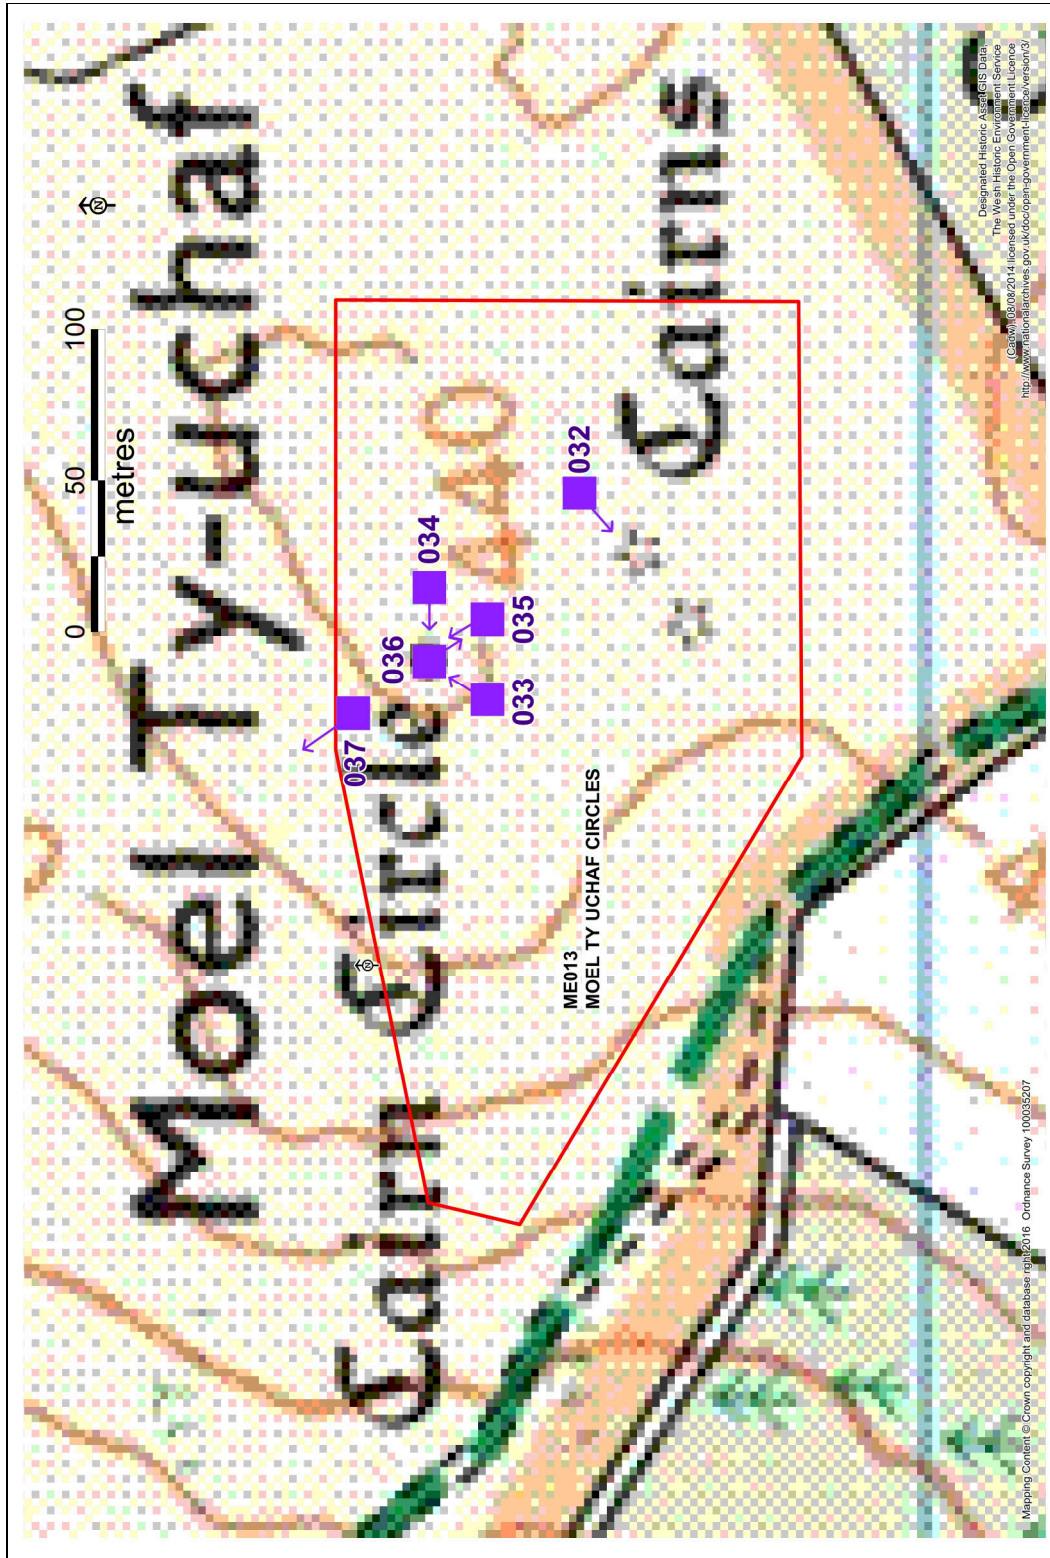 Moel Ty-uchaf
Cairn Circle
Cairns
440
0 50 100
metres
N
N
032
033
034
035
036
037
ME013
MOEL TY UCHAF CIRCLES
Designated Historic Asset GIS Data,
The Welsh Historic Environment Service
(Cadw), 08/08/2014 licensed under the Open Government Licence
http://www.nationalarchives.gov.uk/doc/open-government-licence/version/3/
Mapping Content © Crown copyright and database right 2016 Ordnance Survey 100035207